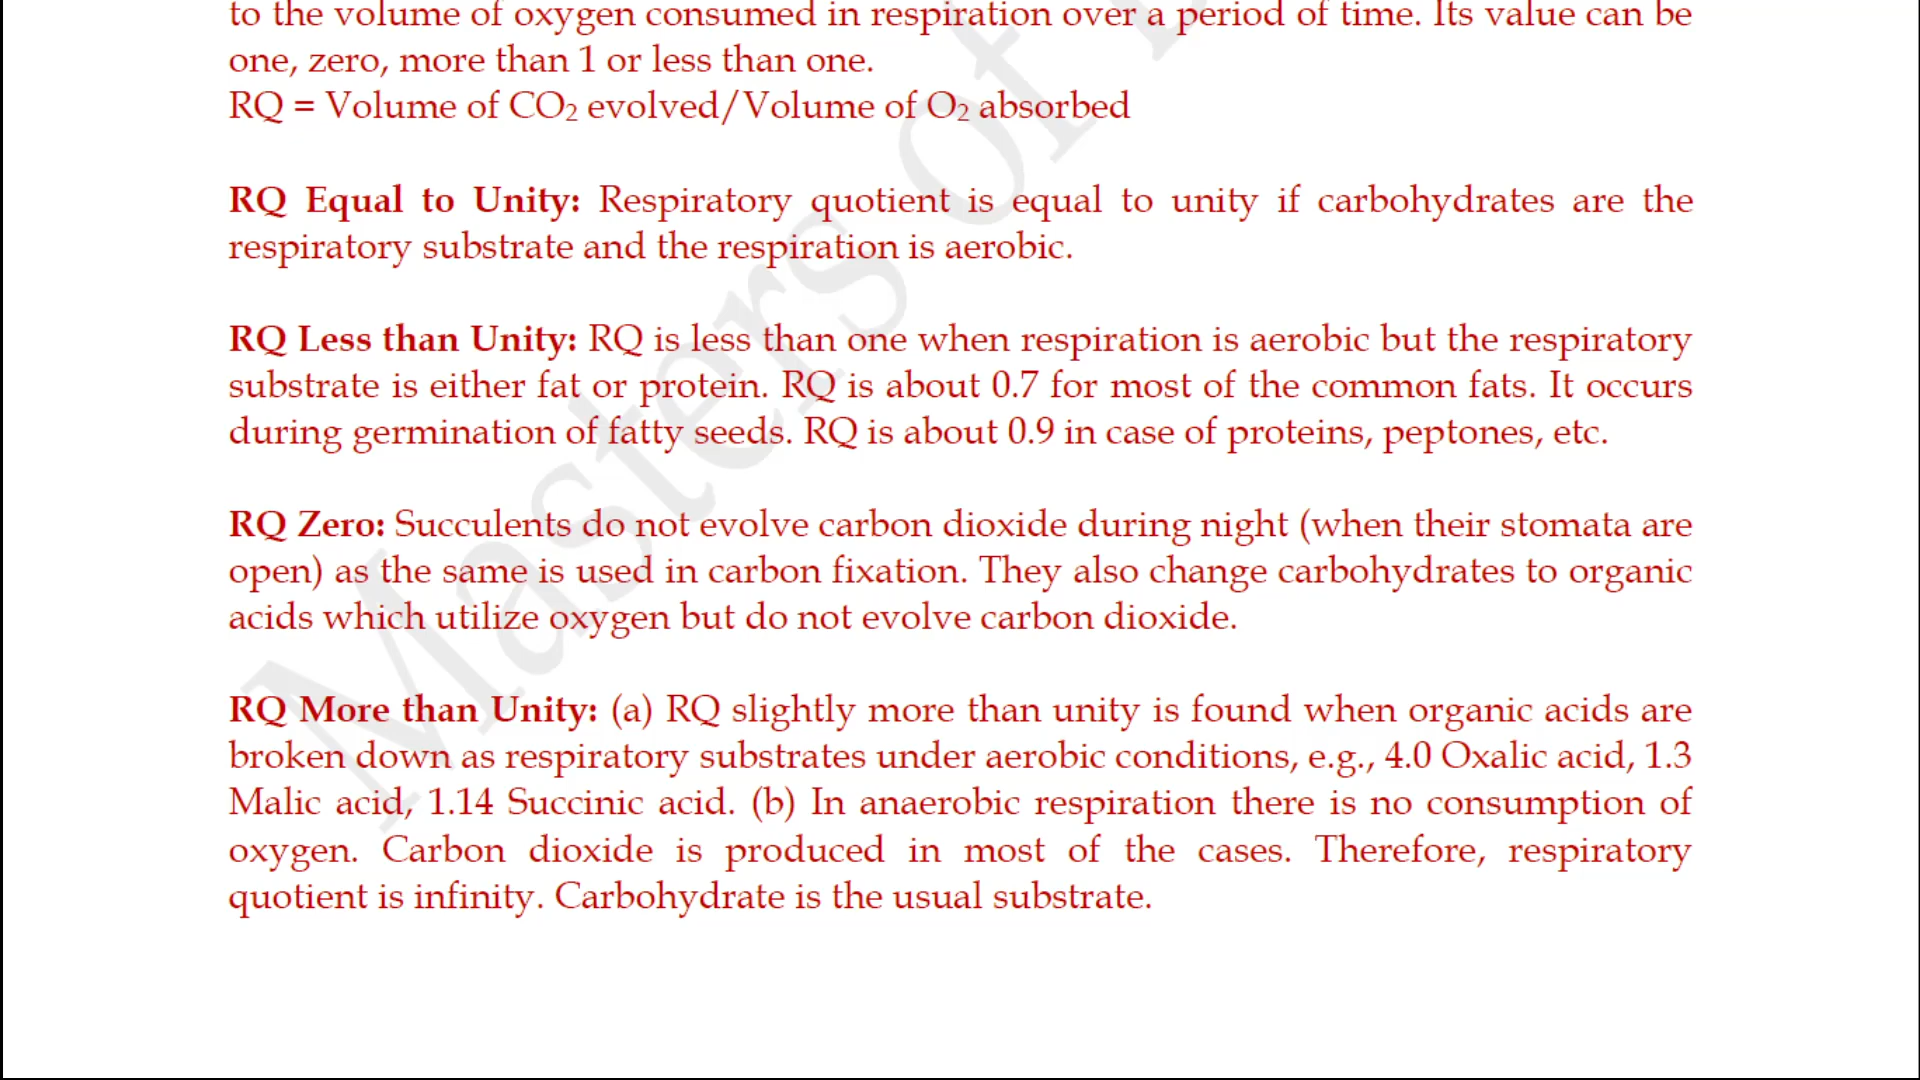 to the volume of oxygen consumed in respiration over a period of time. Its value can be
one, zero, more than 1 or less than one.
RQ = Volume of CO₂ evolved/Volume of O₂ absorbed
RQ Equal to Unity: Respiratory quotient is equal to unity if carbohydrates are the
respiratory substrate and the respiration is aerobic.
RQ Less than Unity: RQ is less than one when respiration is aerobic but the respiratory
substrate is either fat or protein. RQ is about 0.7 for most of the common fats. It occurs
during germination of fatty seeds. RQ is about 0.9 in case of proteins, peptones, etc.
RQ Zero: Succulents do not evolve carbon dioxide during night (when their stomata are
open) as the same is used in carbon fixation. They also change carbohydrates to organic
acids which utilize oxygen but do not evolve carbon dioxide.
RQ More than Unity: (a) RQ slightly more than unity is found when organic acids are
broken down as respiratory substrates under aerobic conditions, e.g., 4.0 Oxalic acid, 1.3
Malic acid, 1.14 Succinic acid. (b) In anaerobic respiration there is no consumption of
oxygen. Carbon dioxide is produced in most of the cases. Therefore, respiratory
quotient is infinity. Carbohydrate is the usual substrate.
Masters of